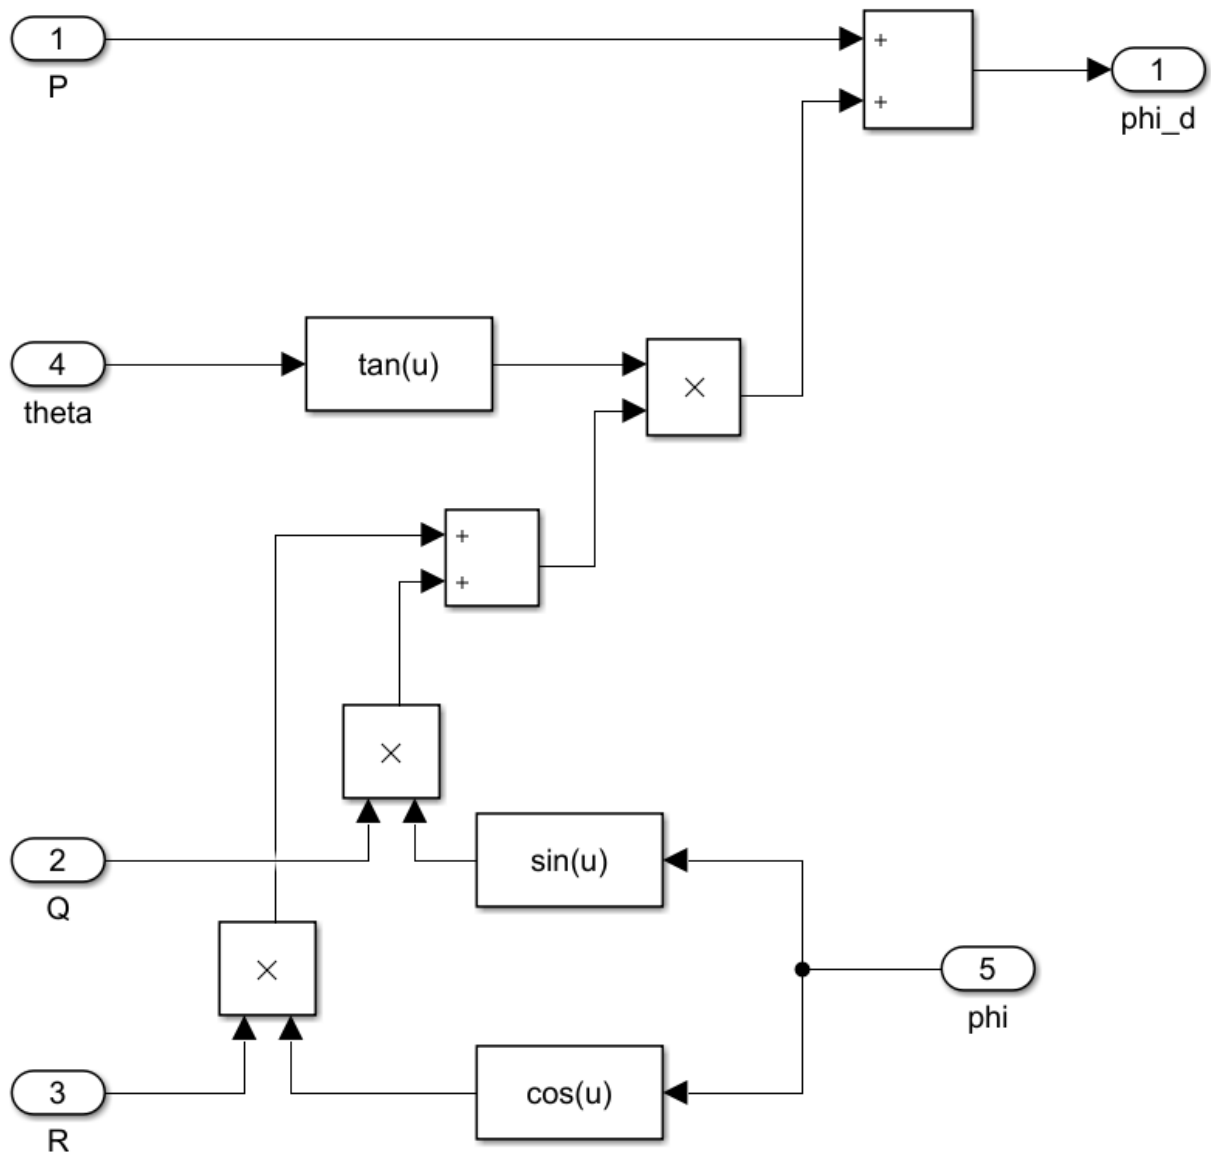 1
P
+
+
1
phi_d
4
theta
tan(u)
×
+
+
×
2
Q
sin(u)
×
5
phi
3
R
cos(u)